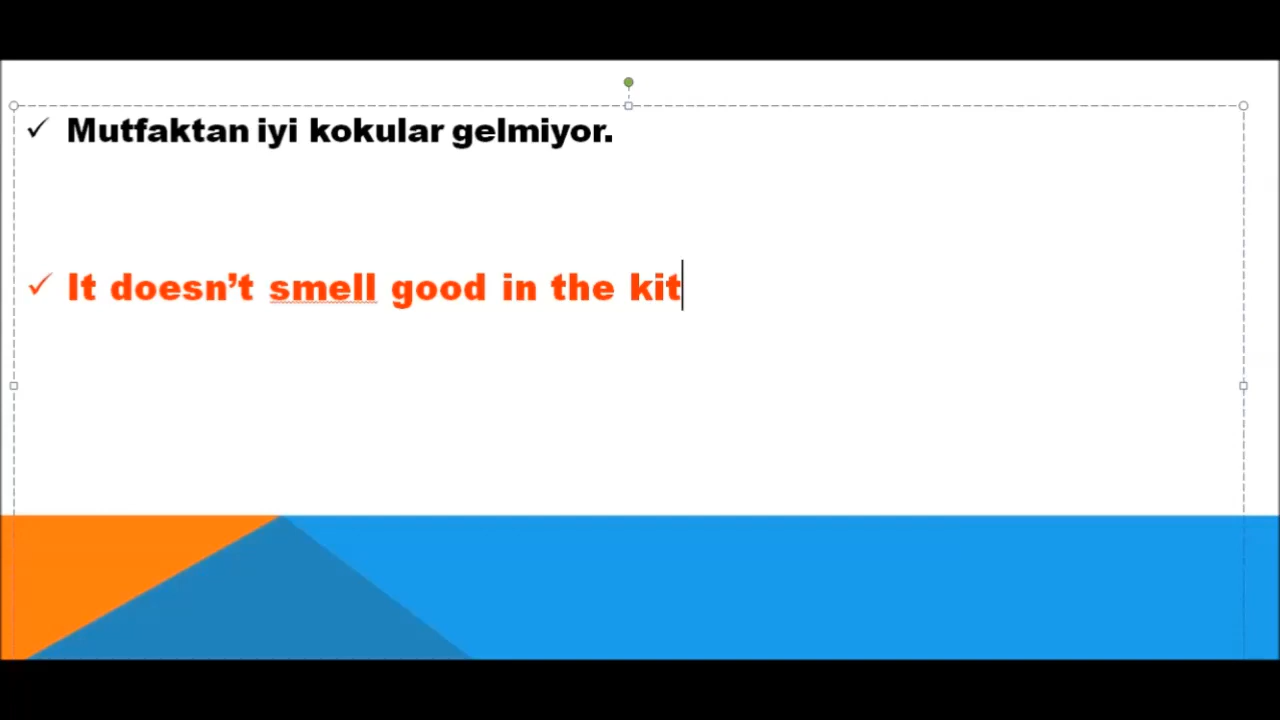 Mutfaktan iyi kokular gelmiyor.
It doesn’t smell good in the kit